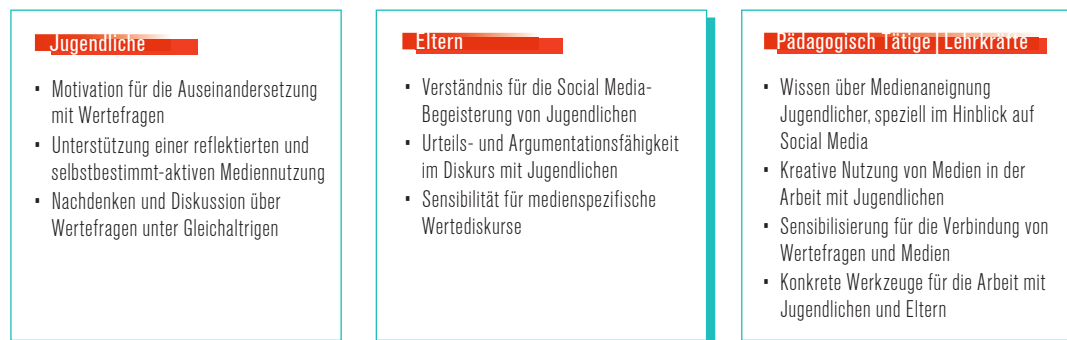 Jugendliche
▪ Motivation für die Auseinandersetzung
mit Wertefragen
▪ Unterstützung einer reflektierten und
selbstbestimmt-aktiven Mediennutzung
▪ Nachdenken und Diskussion über
Wertefragen unter Gleichaltrigen
Eltern
▪ Verständnis für die Social Media-
Begeisterung von Jugendlichen
▪ Urteils- und Argumentationsfähigkeit
im Diskurs mit Jugendlichen
▪ Sensibilität für medienspezifische
Wertediskurse
Pädagogisch Tätige | Lehrkräfte
▪ Wissen über Medienaneignung
Jugendlicher, speziell im Hinblick auf
Social Media
▪ Kreative Nutzung von Medien in der
Arbeit mit Jugendlichen
▪ Sensibilisierung für die Verbindung von
Wertefragen und Medien
▪ Konkrete Werkzeuge für die Arbeit mit
Jugendlichen und Eltern